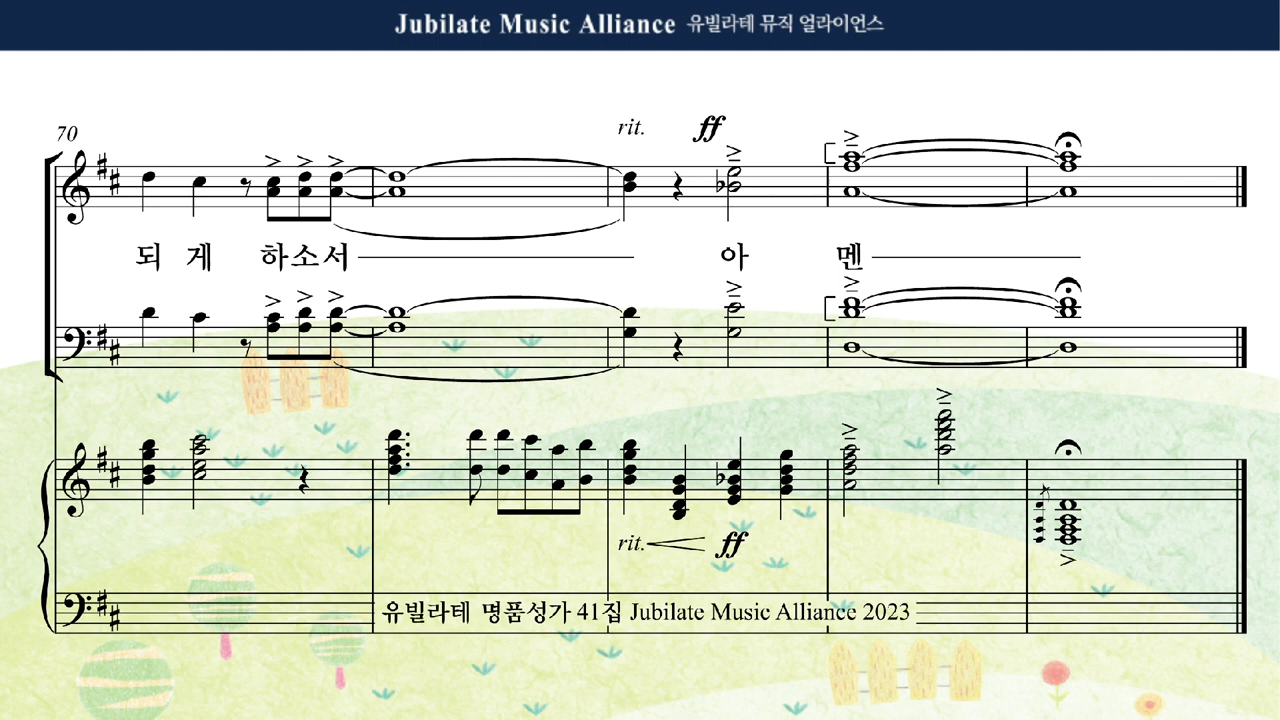 Jubilate Music Alliance 유빌라테 뮤직 얼라이언스
70
rit. ff
되 게 하소서 아 멘
rit. ff
유빌라테 명품성가 41집 Jubilate Music Alliance 2023